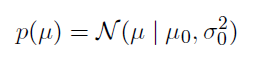 p(μ) = 𝒩(μ | μ₀, σ₀²)